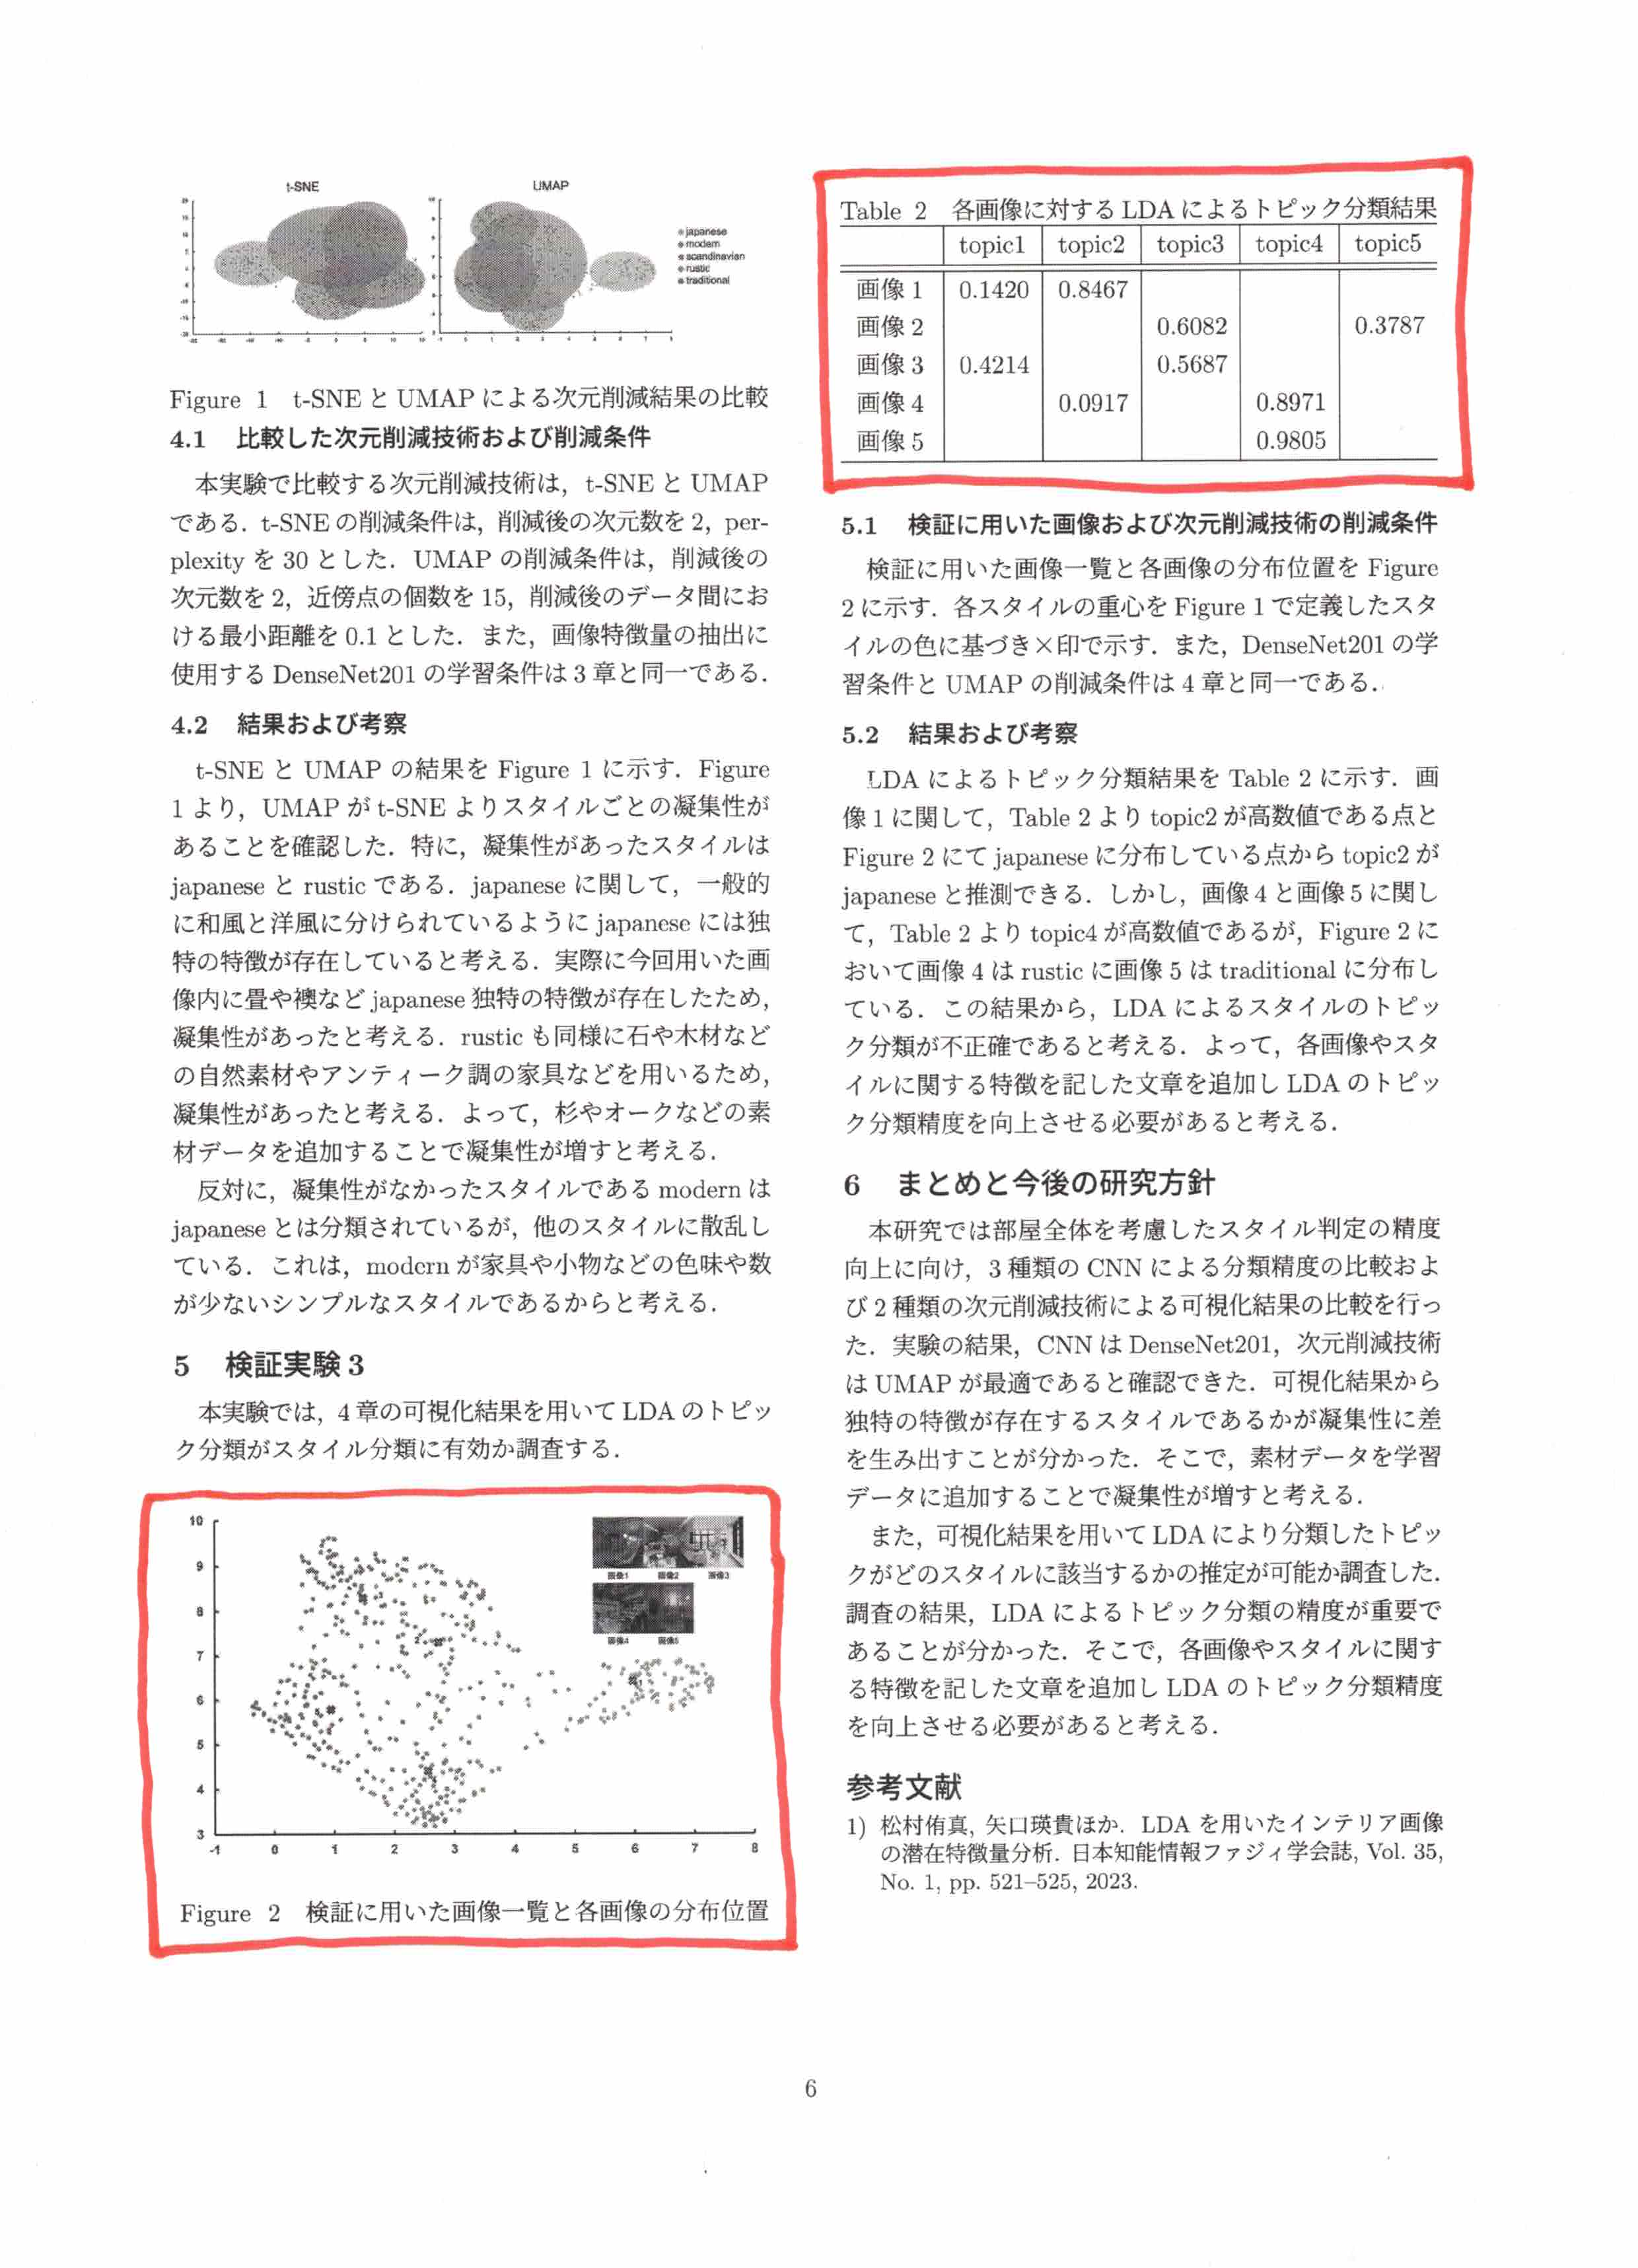 t-SNE
UMAP
japanese
modern
scandinavian
rustic
traditional
Figure 1 t-SNE と UMAP による次元削減結果の比較
4.1 比較した次元削減技術および削減条件
本実験で比較する次元削減技術は，t-SNE と UMAP
である．t-SNE の削減条件は，削減後の次元数を 2，per-
plexity を 30 とした．UMAP の削減条件は，削減後の
次元数を 2，近傍点の個数を 15，削減後のデータ間にお
ける最小距離を 0.1 とした．また，画像特徴量の抽出に
使用する DenseNet201 の学習条件は 3 章と同一である．
4.2 結果および考察
t-SNE と UMAP の結果を Figure 1 に示す．Figure
1 より，UMAP が t-SNE よりスタイルごとの凝集性が
あることを確認した．特に，凝集性があったスタイルは
japanese と rustic である．japanese に関して，一般的
に和風と洋風に分けられているように japanese には独
特の特徴が存在していると考える．実際に今回用いた画
像内に畳や襖など japanese 独特の特徴が存在したため，
凝集性があったと考える．rustic も同様に石や木材など
の自然素材やアンティーク調の家具などを用いるため，
凝集性があったと考える．よって，杉やオークなどの素
材データを追加することで凝集性が増すと考える．
反対に，凝集性がなかったスタイルである modern は
japanese とは分類されているが，他のスタイルに散乱し
ている．これは，modern が家具や小物などの色味や数
が少ないシンプルなスタイルであるからと考える．
5 検証実験 3
本実験では，4 章の可視化結果を用いて LDA のトピッ
ク分類がスタイル分類に有効か調査する．
10
9
8
7
6
5
4
3
-1 0 1 2 3 4 5 6 7 8
画像1 画像2 画像3
画像4 画像5
Figure 2 検証に用いた画像一覧と各画像の分布位置
Table 2 各画像に対する LDA によるトピック分類結果
topic1 topic2 topic3 topic4 topic5
画像 1 0.1420 0.8467
画像 2 0.6082 0.3787
画像 3 0.4214 0.5687
画像 4 0.0917 0.8971
画像 5 0.9805
5.1 検証に用いた画像および次元削減技術の削減条件
検証に用いた画像一覧と各画像の分布位置を Figure
2 に示す．各スタイルの重心を Figure 1 で定義したスタ
イルの色に基づき×印で示す．また，DenseNet201 の学
習条件と UMAP の削減条件は 4 章と同一である．
5.2 結果および考察
LDA によるトピック分類結果を Table 2 に示す．画
像 1 に関して，Table 2 より topic2 が高数値である点と
Figure 2 にて japanese に分布している点から topic2 が
japanese と推測できる．しかし，画像 4 と画像 5 に関し
て，Table 2 より topic4 が高数値であるが，Figure 2 に
おいて画像 4 は rustic に画像 5 は traditional に分布し
ている．この結果から，LDA によるスタイルのトピッ
ク分類が不正確であると考える．よって，各画像やスタ
イルに関する特徴を記した文章を追加し LDA のトピッ
ク分類精度を向上させる必要があると考える．
6 まとめと今後の研究方針
本研究では部屋全体を考慮したスタイル判定の精度
向上に向け，3 種類の CNN による分類精度の比較およ
び 2 種類の次元削減技術による可視化結果の比較を行っ
た．実験の結果，CNN は DenseNet201，次元削減技術
は UMAP が最適であると確認できた．可視化結果から
独特の特徴が存在するスタイルであるかが凝集性に差
を生み出すことが分かった．そこで，素材データを学習
データに追加することで凝集性が増すと考える．
また，可視化結果を用いて LDA により分類したトピッ
クがどのスタイルに該当するかの推定が可能か調査した．
調査の結果，LDA によるトピック分類の精度が重要で
あることが分かった．そこで，各画像やスタイルに関す
る特徴を記した文章を追加し LDA のトピック分類精度
を向上させる必要があると考える．
参考文献
1) 松村侑真, 矢口瑛貴ほか．LDA を用いたインテリア画像
の潜在特徴量分析．日本知能情報ファジィ学会誌, Vol. 35,
No. 1, pp. 521–525, 2023.
6